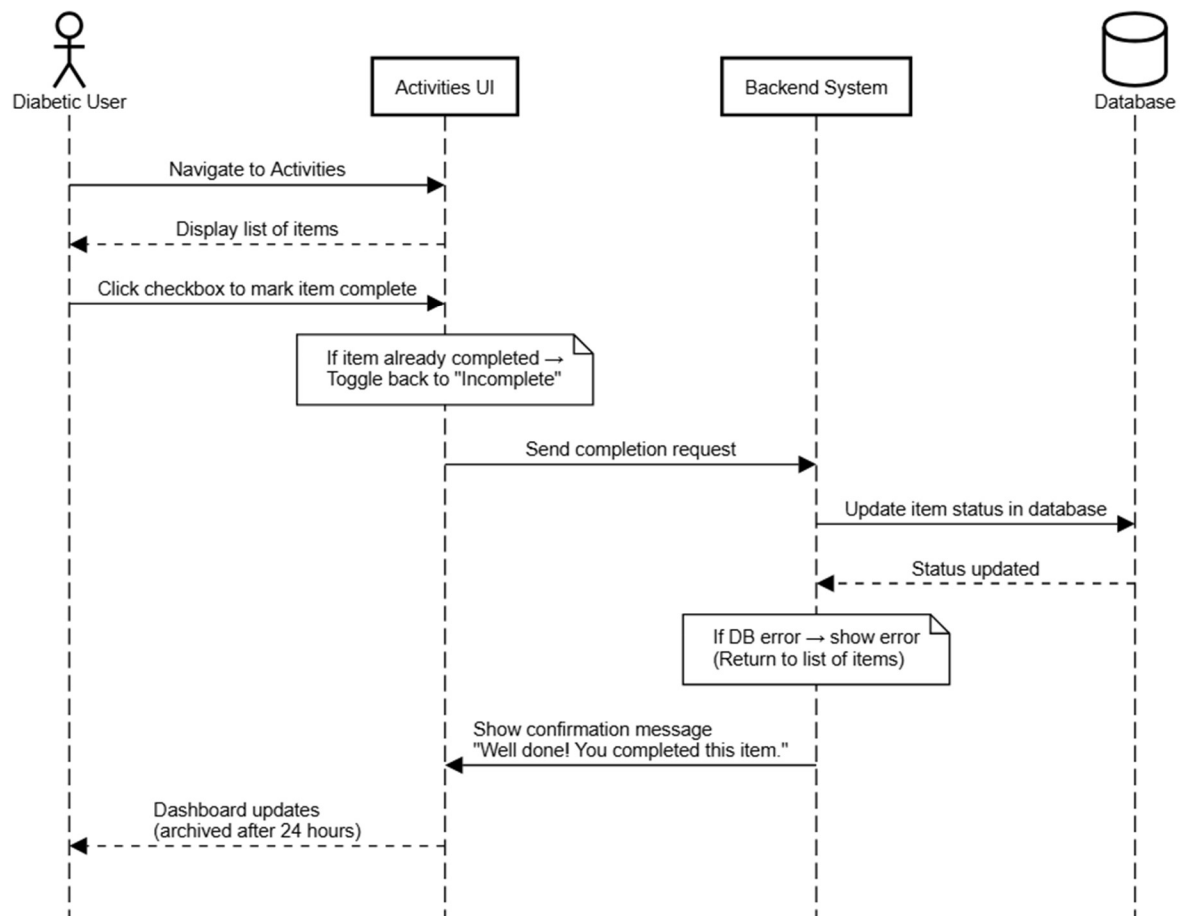 Diabetic User
Activities UI
Backend System
Database
Navigate to Activities
Display list of items
Click checkbox to mark item complete
If item already completed →
Toggle back to "Incomplete"
Send completion request
Update item status in database
Status updated
If DB error → show error
(Return to list of items)
Show confirmation message
"Well done! You completed this item."
Dashboard updates
(archived after 24 hours)